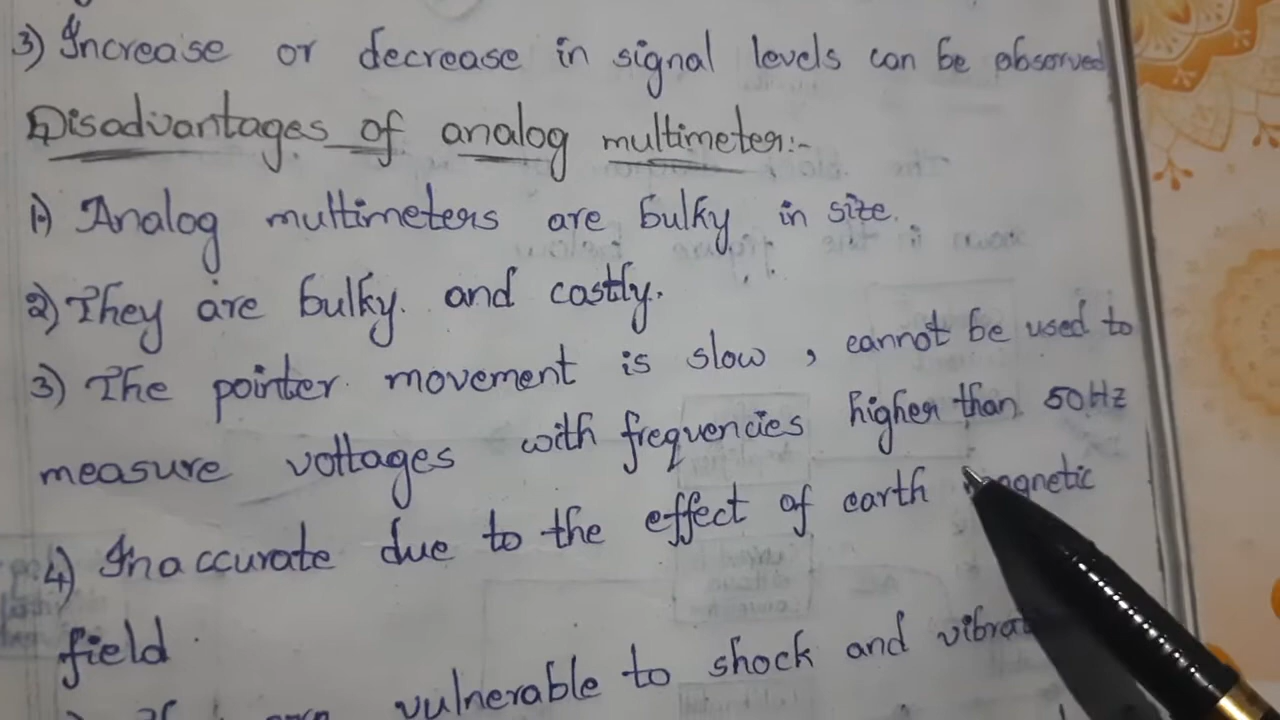 3) Increase or decrease in signal levels can be observed
Disadvantages of analog multimeter:-
1) Analog multimeters are bulky in size.
2) They are bulky. and costly.
3) The pointer movement is slow, cannot be used to
measure voltages with frequencies higher than 50Hz
4) Inaccurate due to the effect of earth magnetic
field.
vulnerable to shock and